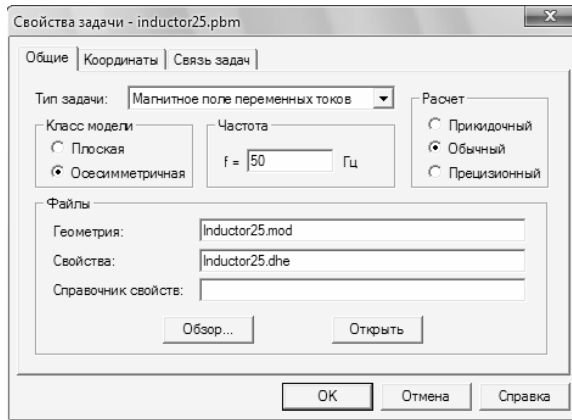 Свойства задачи - inductor25.pbm
x
Общие Координаты Связь задач
Тип задачи: Магнитное поле переменных токов
Расчет
Прикидочный
Обычный
Прецизионный
Класс модели
Плоская
Осесимметричная
Частота
f = 50 Гц
Файлы
Геометрия: Inductor25.mod
Свойства: Inductor25.dhe
Справочник свойств:
Обзор... Открыть
OK Отмена Справка